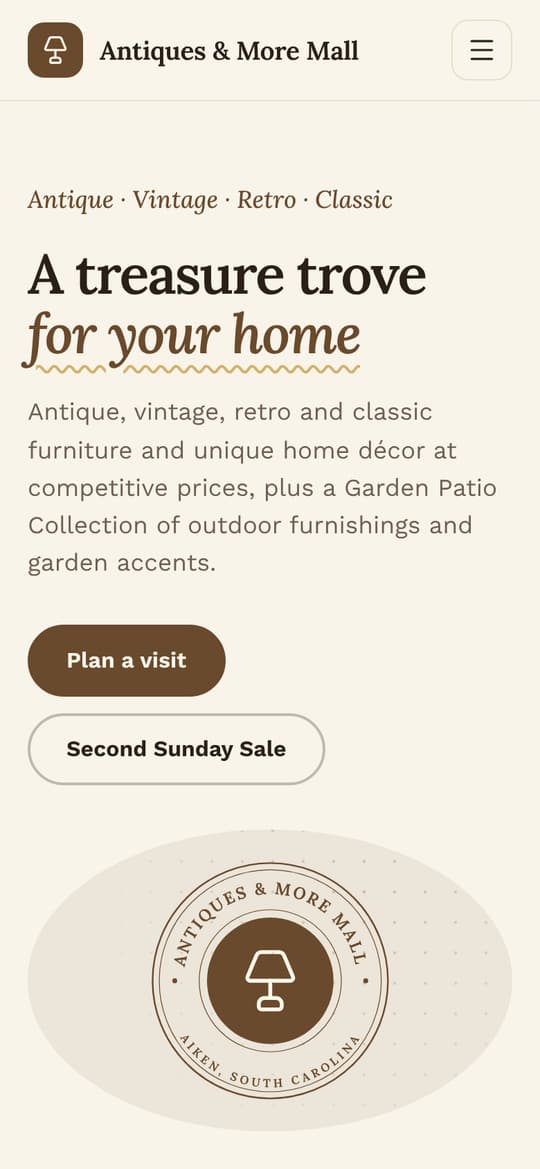 Antiques & More Mall
Antique · Vintage · Retro · Classic
A treasure trove
for your home
Antique, vintage, retro and classic
furniture and unique home décor at
competitive prices, plus a Garden Patio
Collection of outdoor furnishings and
garden accents.
Plan a visit
Second Sunday Sale
ANTIQUES & MORE MALL
AIKEN, SOUTH CAROLINA